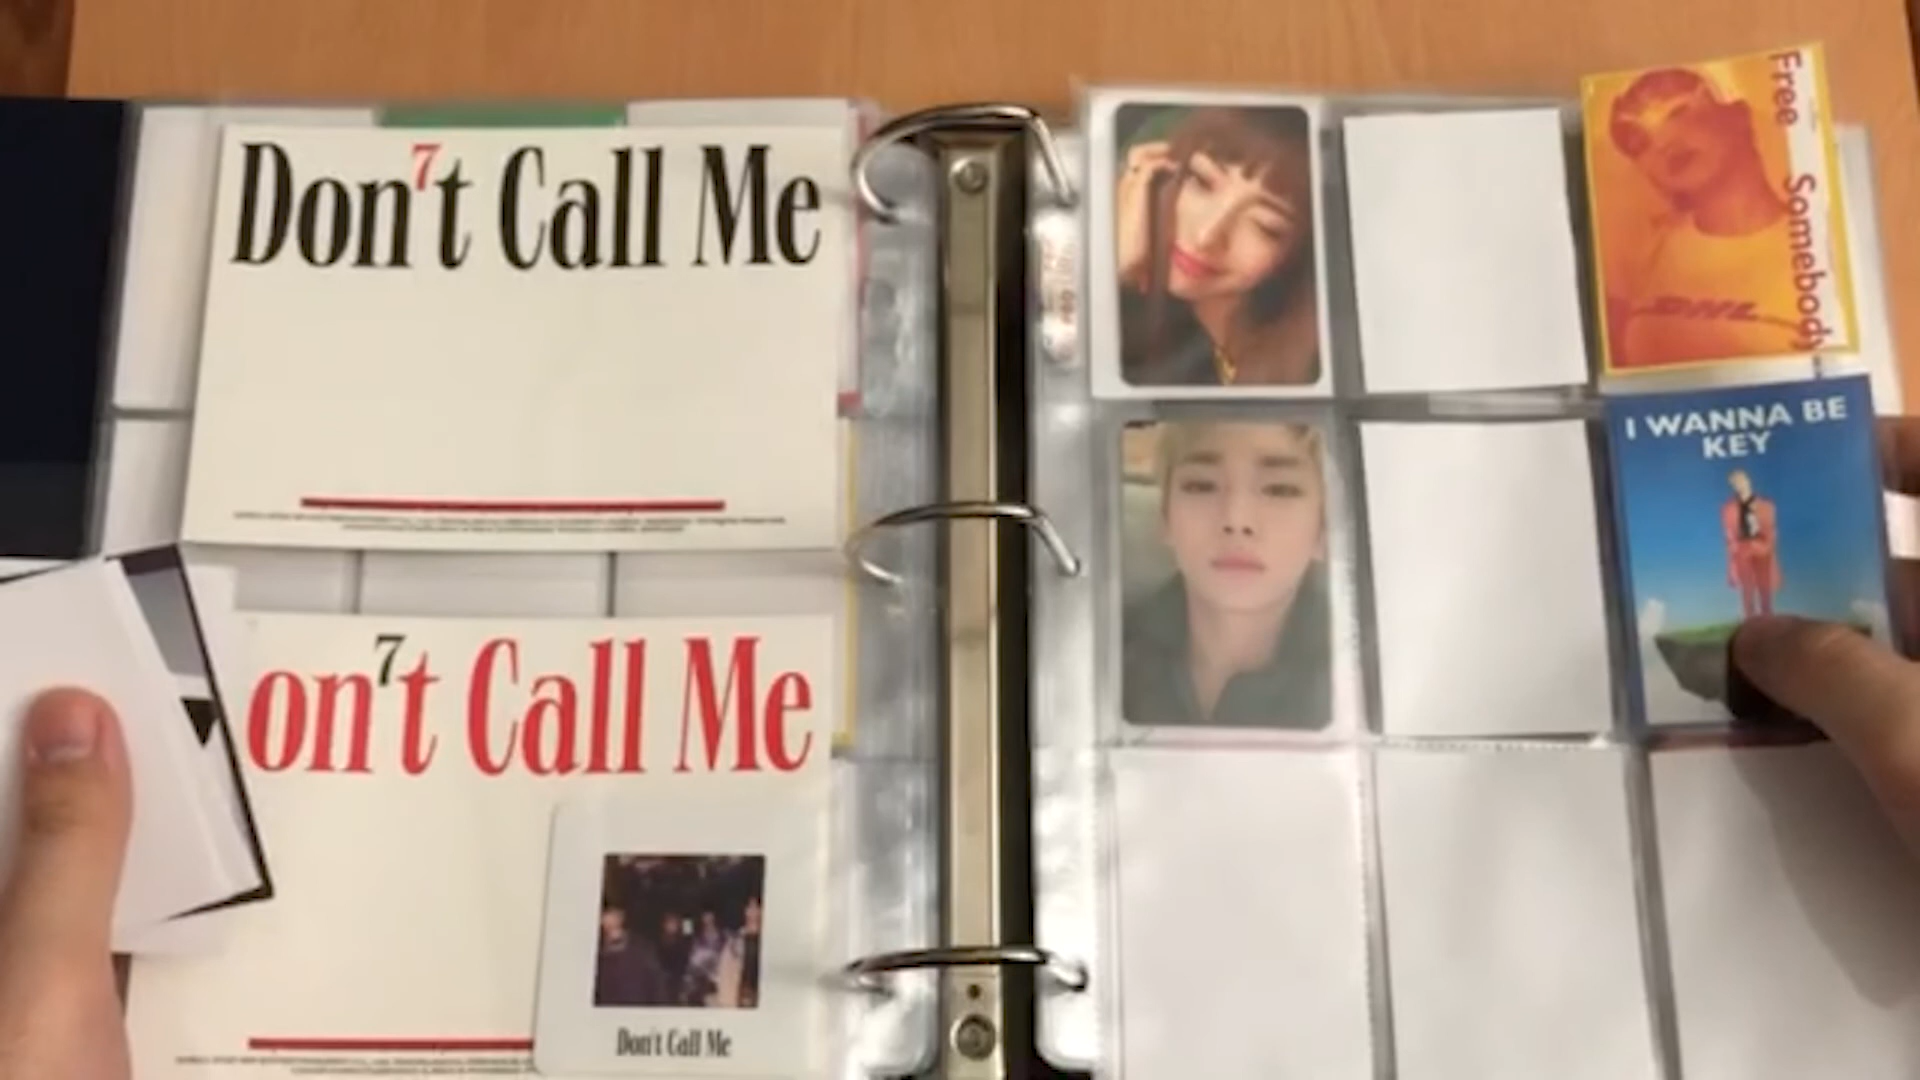 Don7t Call Me
on7t Call Me
Don't Call Me
Free Somebody
I WANNA BE
KEY